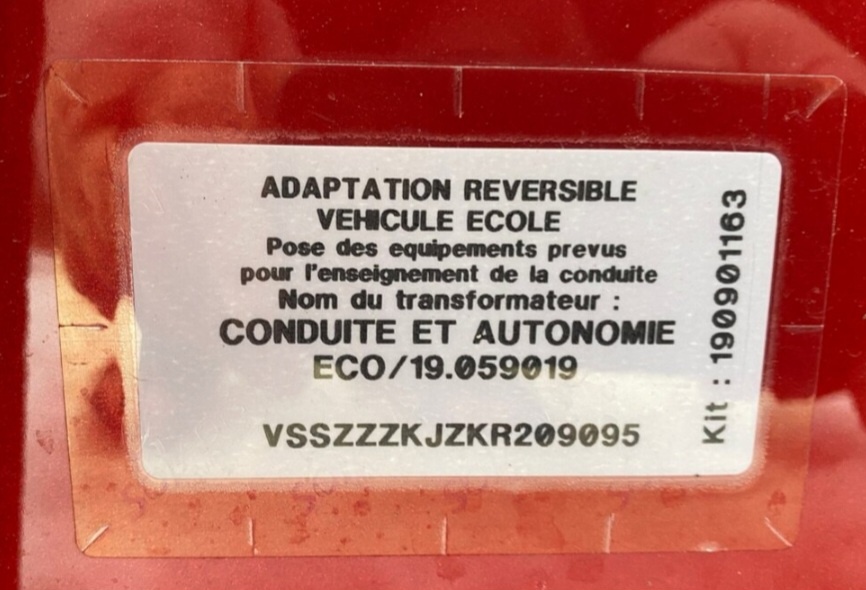 ADAPTATION REVERSIBLE
VEHICULE ECOLE
Pose des equipements prevus
pour l'enseignement de la conduite
Nom du transformateur :
CONDUITE ET AUTONOMIE
ECO/19.059019
VSSZZZKJZKR209095
Kit : 190901163